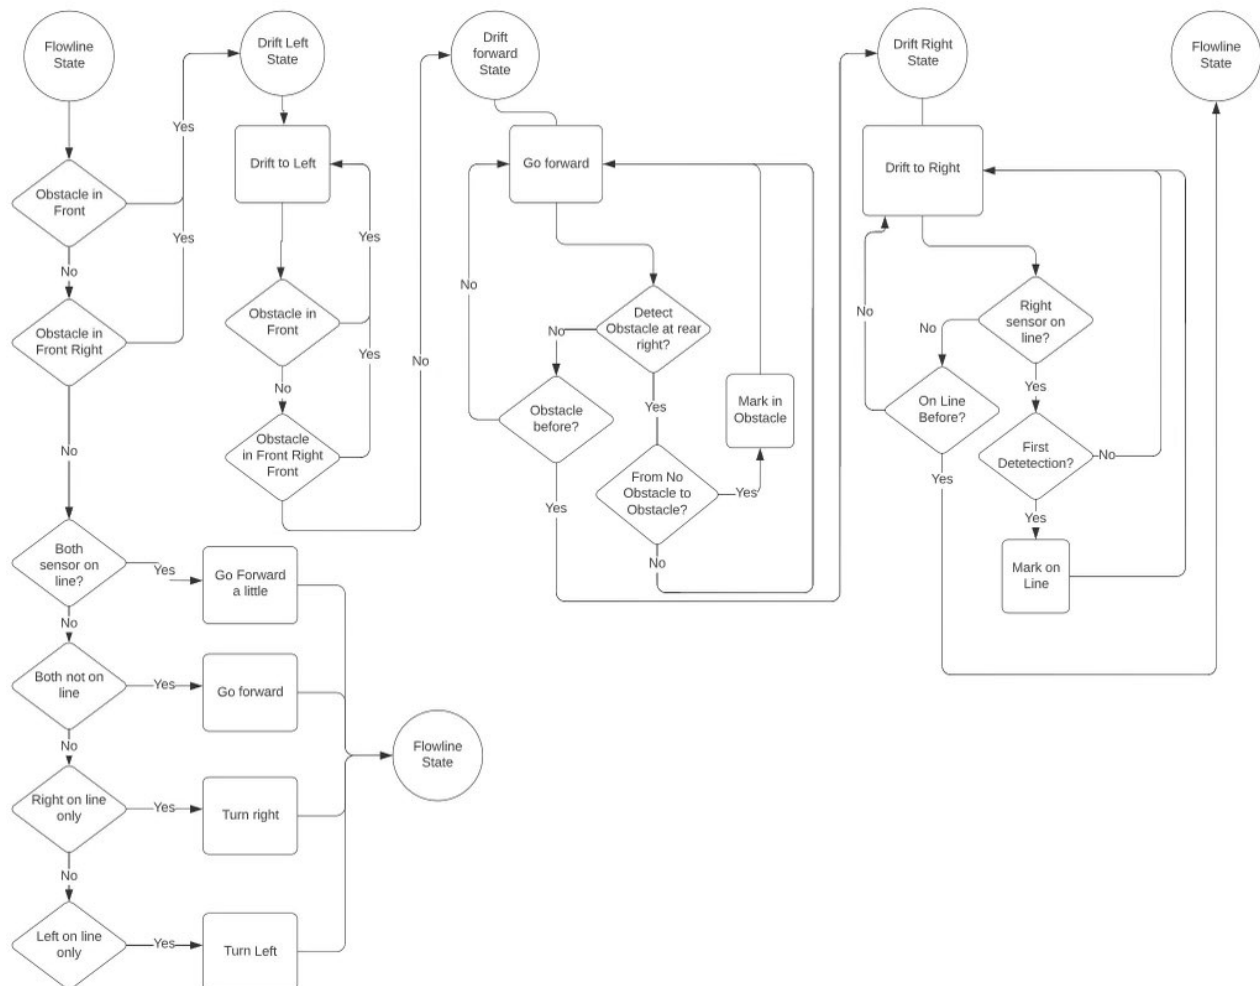 Flowline
State
Yes
Obstacle in
Front
Yes
No
Obstacle in
Front Right
No
Both
sensor on
line?
Yes
Go Forward
a little
No
Both not on
line
Yes
Go forward
No
Right on line
only
Yes
Turn right
No
Left on line
only
Yes
Turn Left
Flowline
State
Drift Left
State
Drift to Left
Yes
Obstacle in
Front
Yes
No
Obstacle
in Front Right
Front
No
Drift
forward
State
Go forward
No
Detect
Obstacle at rear
right?
No
Obstacle
before?
Yes
Yes
From No
Obstacle to
Obstacle?
Yes
Mark in
Obstacle
No
Drift Right
State
Drift to Right
No
Right
sensor on
line?
No
On Line
Before?
Yes
Yes
First
Detetection?
No
Yes
Mark on
Line
Flowline
State